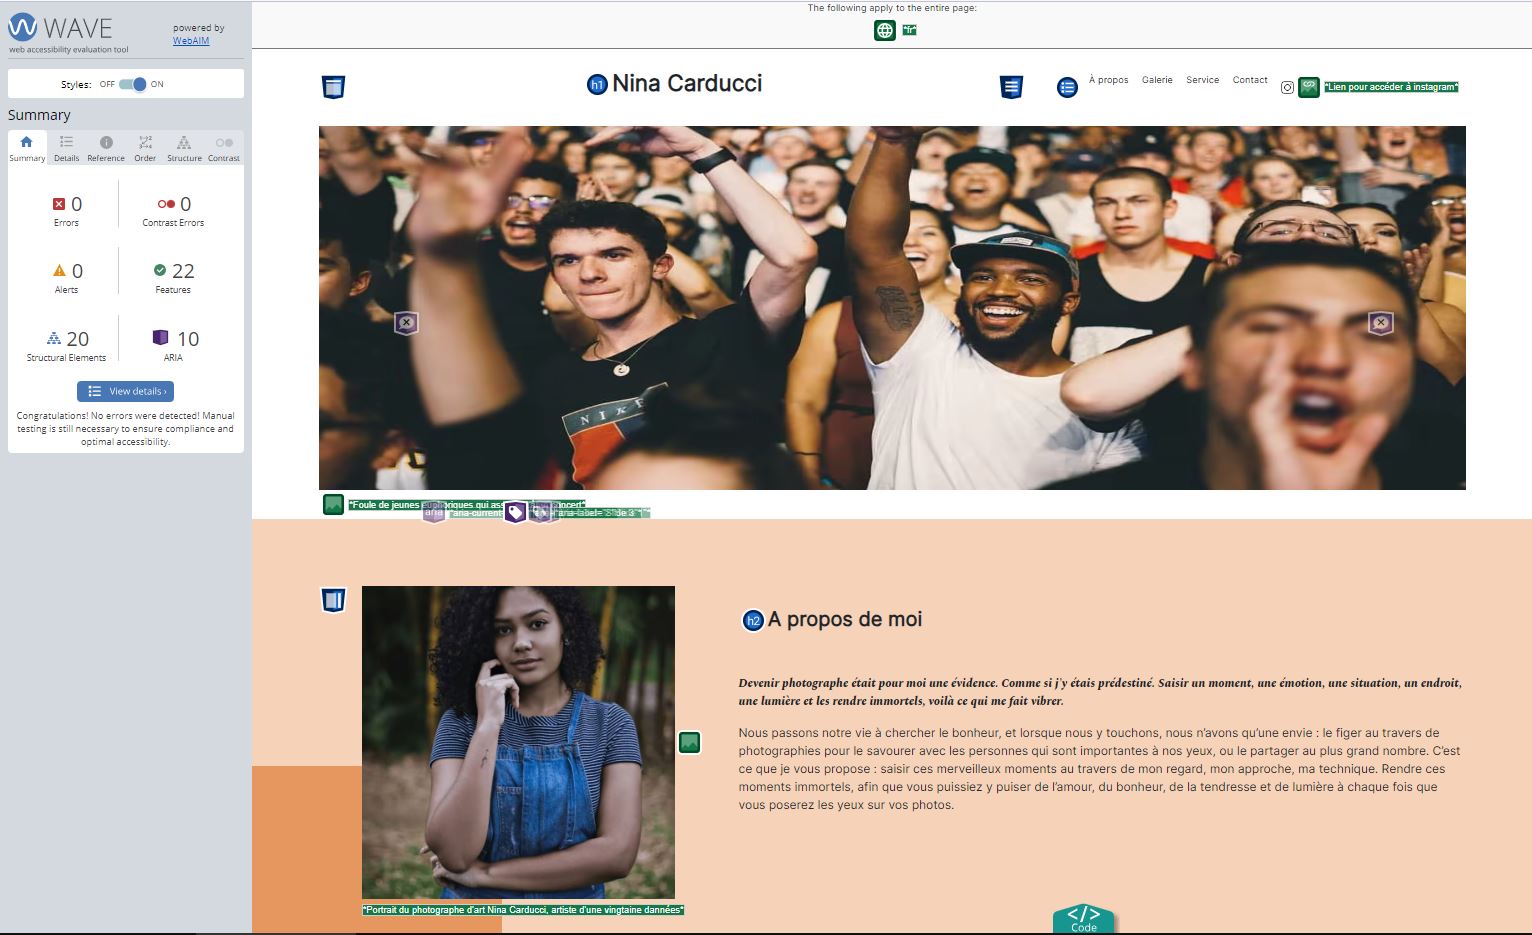 WAVE
web accessibility evaluation tool
powered by
WebAIM
Styles: OFF ON
Summary
Summary Details Reference Order Structure Contrast
0
Errors
0
Contrast Errors
0
Alerts
22
Features
20
Structural Elements
10
ARIA
View details ›
Congratulations! No errors were detected! Manual
testing is still necessary to ensure compliance and
optimal accessibility.
The following apply to the entire page:
*fr*
h1 Nina Carducci
À propos Galerie Service Contact
*Lien pour accéder à instagram*
NIKE
*Foule de jeunes euphoriques qui
aria *aria-current
h2 A propos de moi
Devenir photographe était pour moi une évidence. Comme si j'y étais prédestiné. Saisir un moment, une émotion, une situation, un endroit,
une lumière et les rendre immortels, voilà ce qui me fait vibrer.
Nous passons notre vie à chercher le bonheur, et lorsque nous y touchons, nous n’avons qu’une envie : le figer au travers de
photographies pour le savourer avec les personnes qui sont importantes à nos yeux, ou le partager au plus grand nombre. C’est
ce que je vous propose : saisir ces merveilleux moments au travers de mon regard, mon approche, ma technique. Rendre ces
moments immortels, afin que vous puissiez y puiser de l’amour, du bonheur, de la tendresse et de lumière à chaque fois que
vous poserez les yeux sur vos photos.
*Portrait du photographe d'art Nina Carducci, artiste d'une vingtaine dannées*
</>
Code